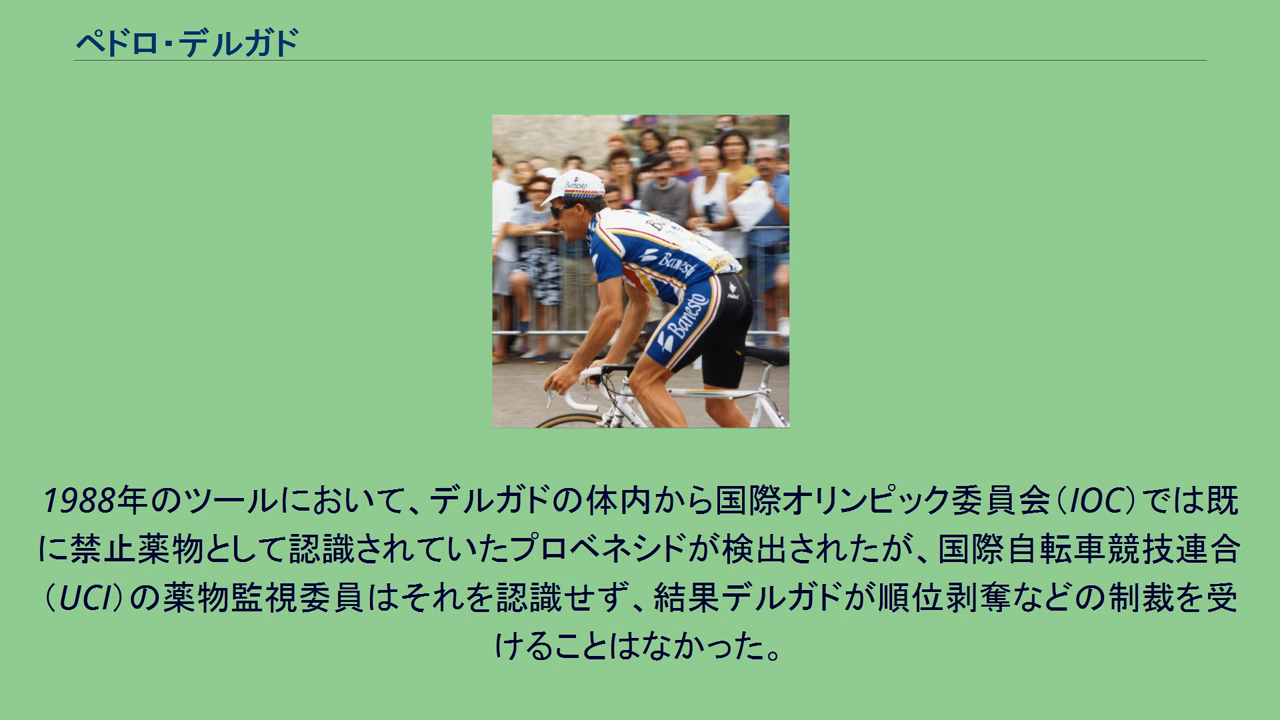 ペドロ・デルガド
Banesto
Banesto
1988年のツールにおいて、デルガドの体内から国際オリンピック委員会（IOC）では既
に禁止薬物として認識されていたプロベネシドが検出されたが、国際自転車競技連合
（UCI）の薬物監視委員はそれを認識せず、結果デルガドが順位剥奪などの制裁を受
けることはなかった。